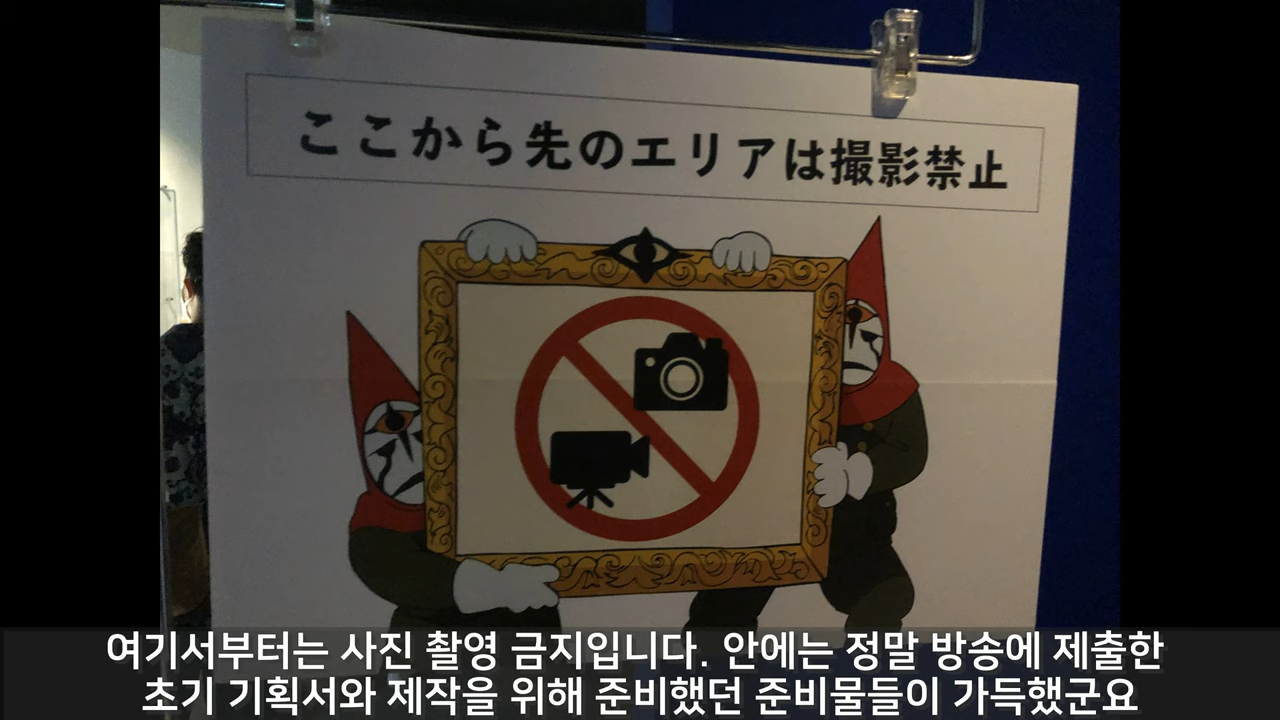 ここから先のエリアは撮影禁止
여기서부터는 사진 촬영 금지입니다. 안에는 정말 방송에 제출한
초기 기획서와 제작을 위해 준비했던 준비물들이 가득했군요